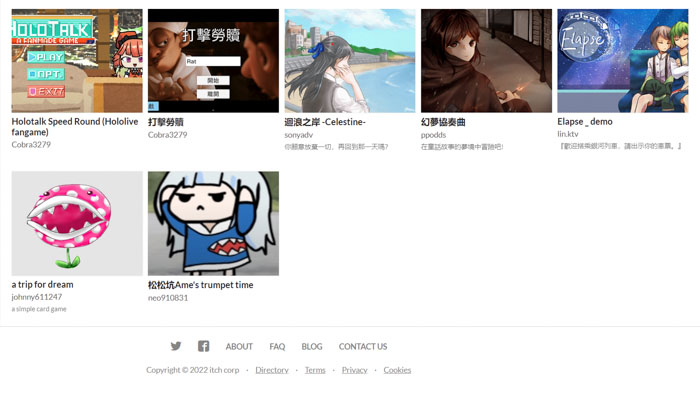 HOLOTALK
A FANMADE GAME
PLAY
OPT.
EXIT
打擊勞贖
Rat
開始
離開
Elapse
Holotalk Speed Round (Hololive fangame)
Cobra3279
打擊勞贖
Cobra3279
迴浪之岸 -Celestine-
sonyadv
你願意放棄一切，再回到那一天嗎?
幻夢協奏曲
ppodds
在童話故事的夢境中冒險吧!
Elapse _ demo
lin.ktv
『歡迎搭乘銀河列車，請出示你的車票。』
a trip for dream
johnny611247
a simple card game
松松坑Ame's trumpet time
neo910831
ABOUT FAQ BLOG CONTACT US
Copyright © 2022 itch corp · Directory · Terms · Privacy · Cookies